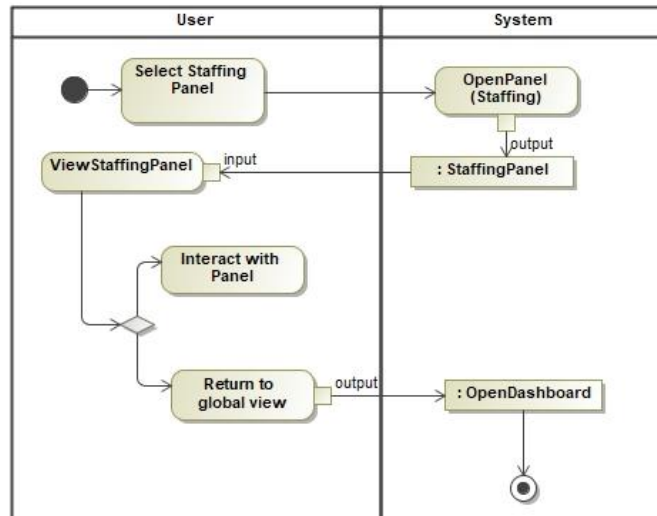 User
System
Select Staffing
Panel
OpenPanel
(Staffing)
output
ViewStaffingPanel
input
: StaffingPanel
Interact with
Panel
Return to
global view
output
: OpenDashboard